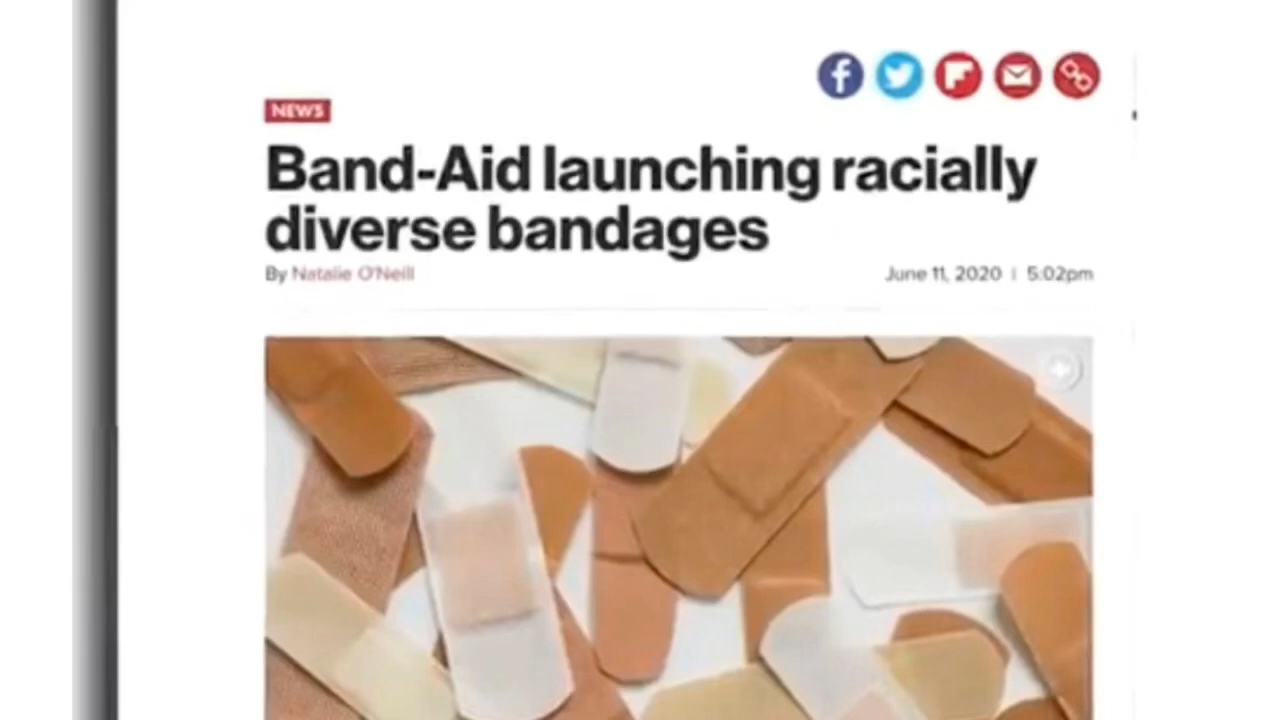 NEWS
Band-Aid launching racially
diverse bandages
By Natalie O'Neill
June 11, 2020 | 5:02pm